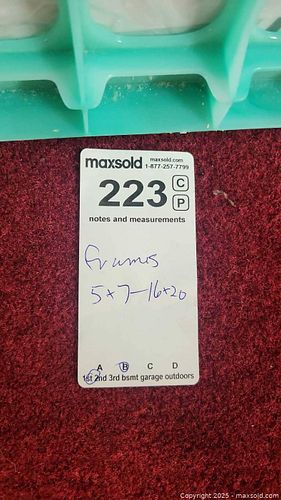 maxsold maxsold.com
1-877-257-7799
223 C
P
notes and measurements
Frames
5x7-16x20
A B C D
1st 2nd 3rd bsmt garage outdoors
Copyright 2025 - maxsold.com